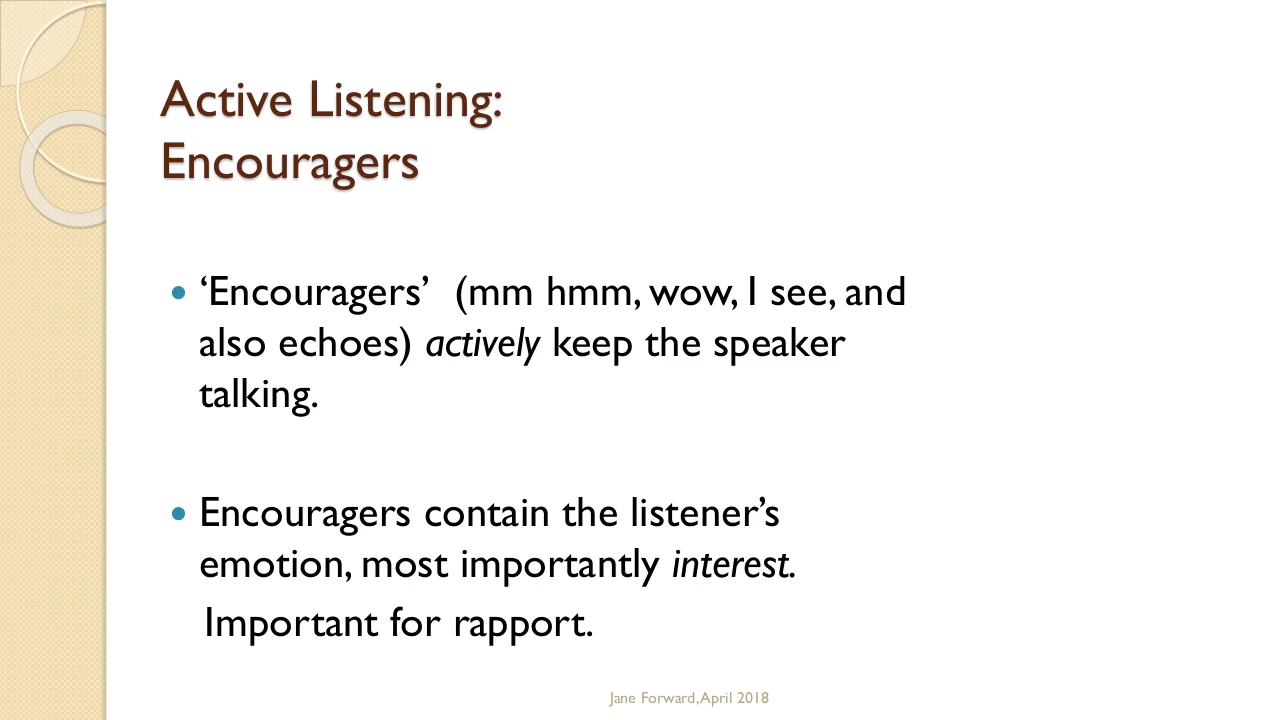 Active Listening:
Encouragers
‘Encouragers’  (mm hmm, wow, I see, and
also echoes) actively keep the speaker
talking.
Encouragers contain the listener’s
emotion, most importantly interest.
Important for rapport.
Jane Forward,April 2018